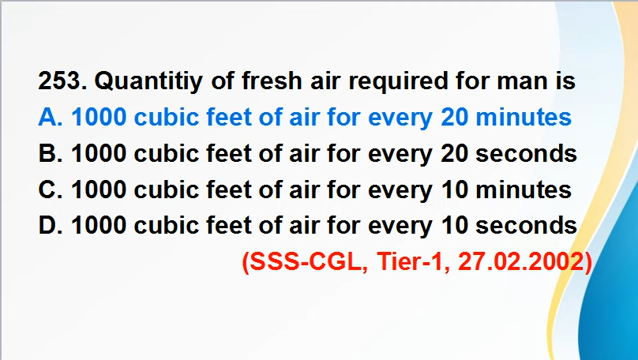 253. Quantitiy of fresh air required for man is
A. 1000 cubic feet of air for every 20 minutes
B. 1000 cubic feet of air for every 20 seconds
C. 1000 cubic feet of air for every 10 minutes
D. 1000 cubic feet of air for every 10 seconds
(SSS-CGL, Tier-1, 27.02.2002)